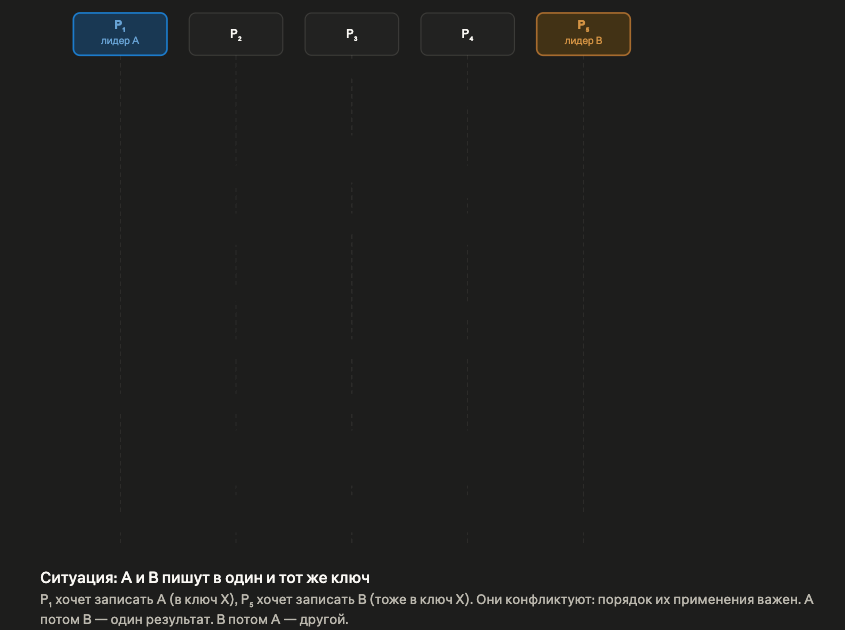 P₁ P₂ P₃ P₄ P₅
лидер A лидер B
Ситуация: A и B пишут в один и тот же ключ
P₁ хочет записать A (в ключ X), P₅ хочет записать B (тоже в ключ X). Они конфликтуют: порядок их применения важен. A
потом B — один результат. B потом A — другой.